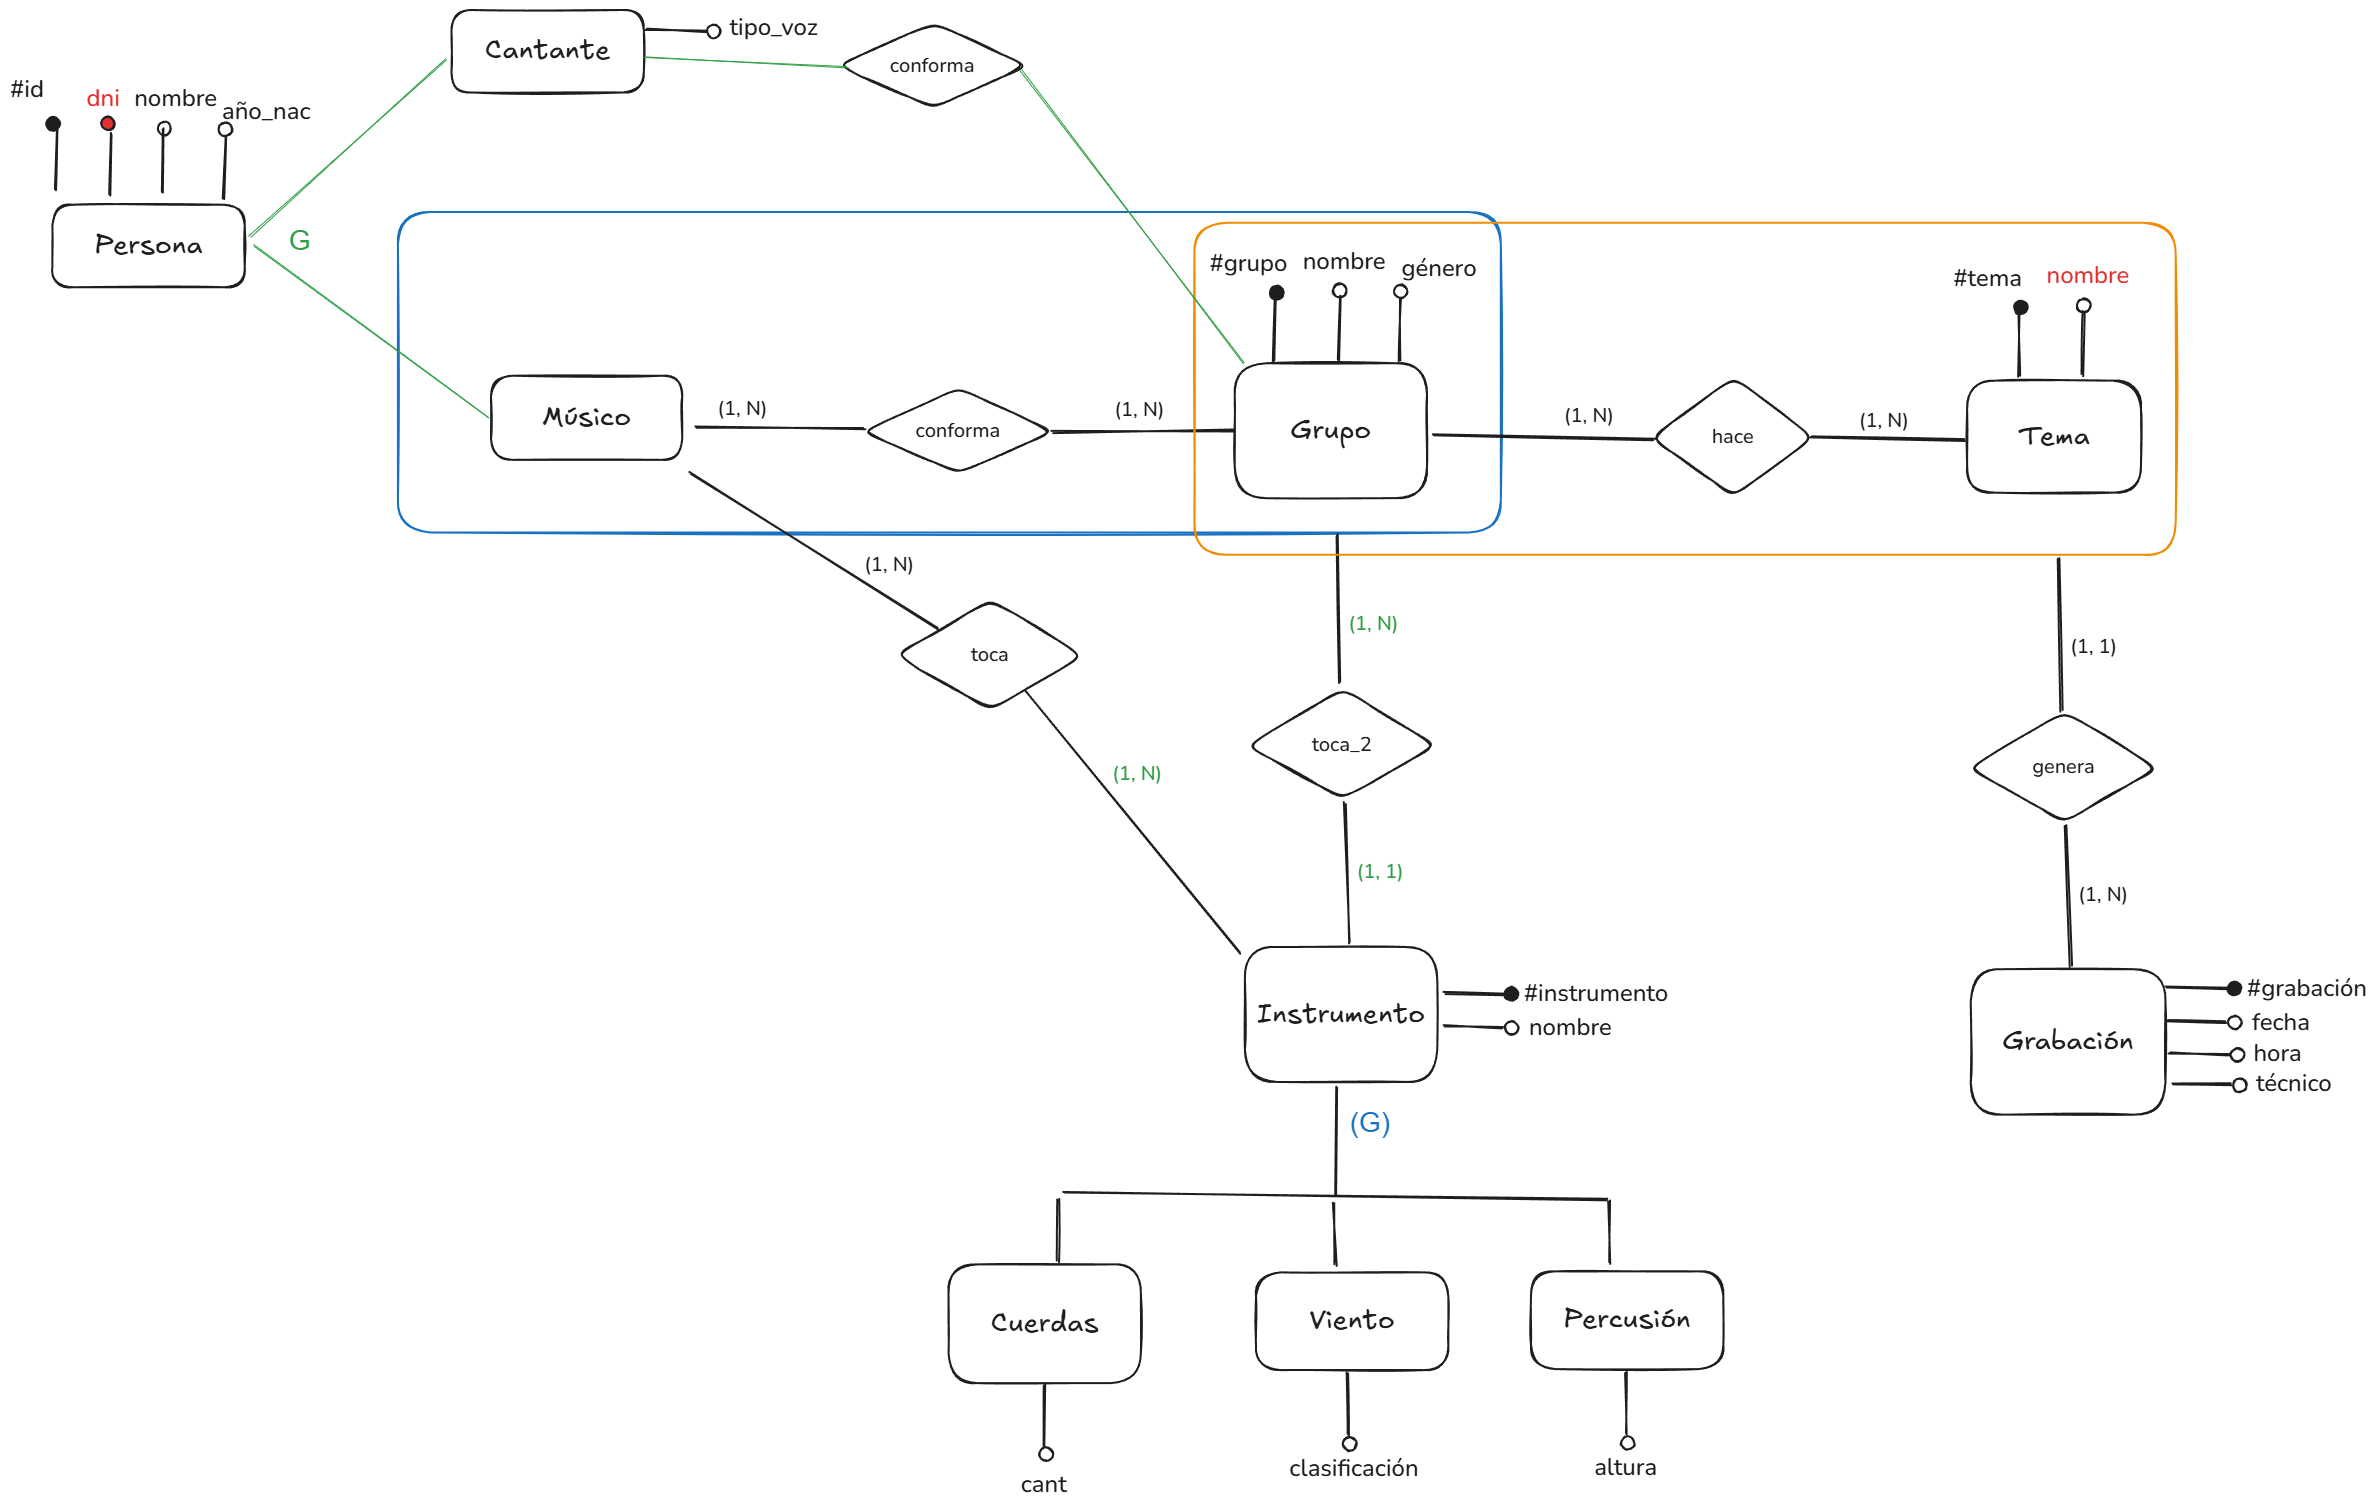 Cantante
tipo_voz
conforma
#id
dni
nombre
año_nac
Persona
G
#grupo
nombre
género
#tema
nombre
Músico
(1, N)
conforma
(1, N)
Grupo
(1, N)
hace
(1, N)
Tema
(1, N)
toca
(1, N)
(1, N)
toca_2
(1, 1)
(1, 1)
genera
(1, N)
Instrumento
#instrumento
nombre
Grabación
#grabación
fecha
hora
técnico
(G)
Cuerdas
Viento
Percusión
cant
clasificación
altura